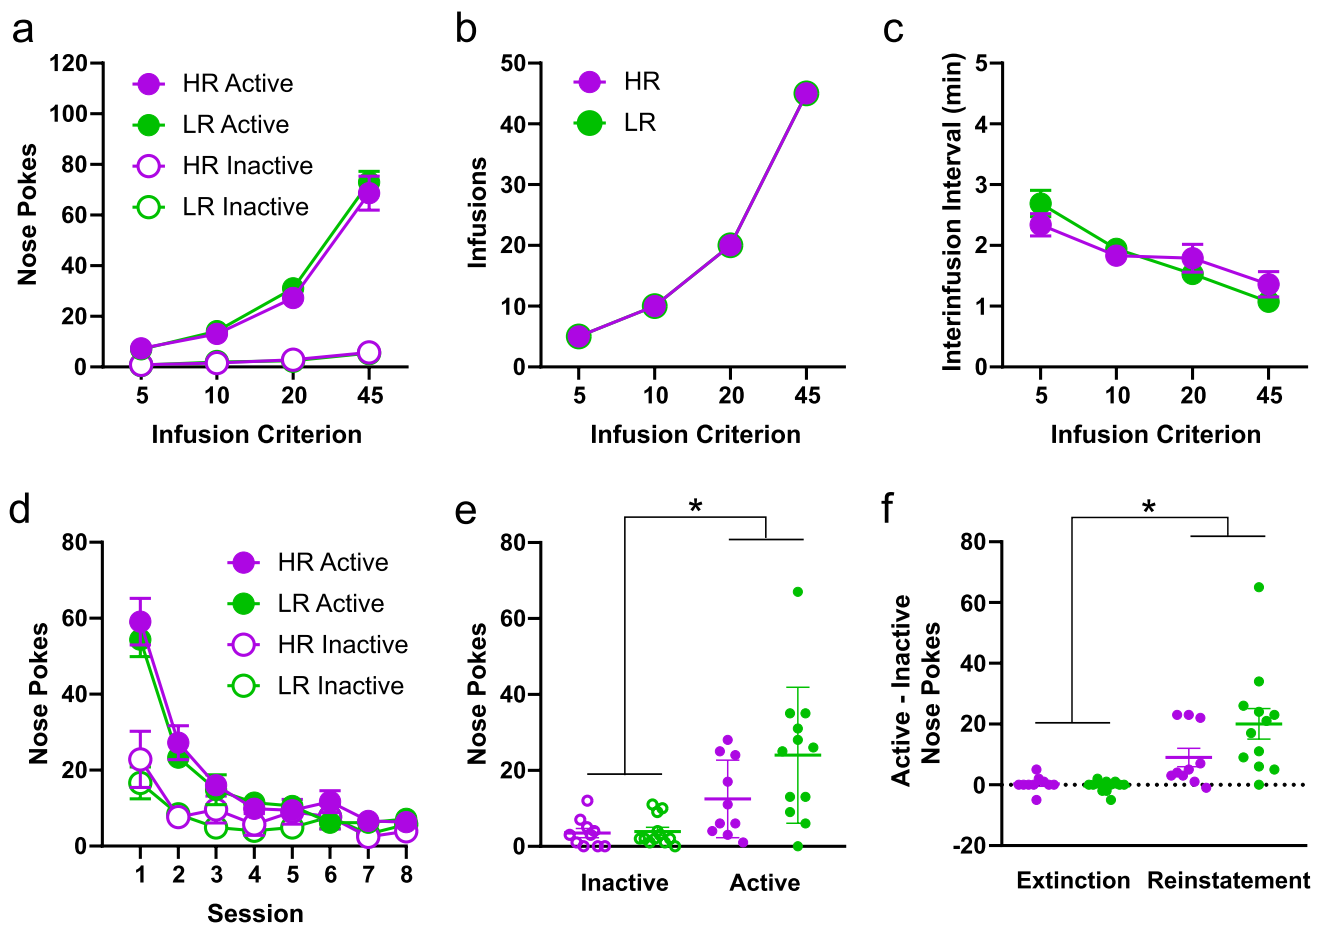 a
120
100
80
60
40
20
0
Nose Pokes
HR Active
LR Active
HR Inactive
LR Inactive
5 10 20 45
Infusion Criterion
b
50
40
30
20
10
0
Infusions
HR
LR
5 10 20 45
Infusion Criterion
c
5
4
3
2
1
0
Interinfusion Interval (min)
5 10 20 45
Infusion Criterion
d
80
60
40
20
0
Nose Pokes
HR Active
LR Active
HR Inactive
LR Inactive
1 2 3 4 5 6 7 8
Session
e
*
80
60
40
20
0
Nose Pokes
Inactive Active
f
*
80
60
40
20
0
-20
Active - Inactive
Nose Pokes
Extinction Reinstatement